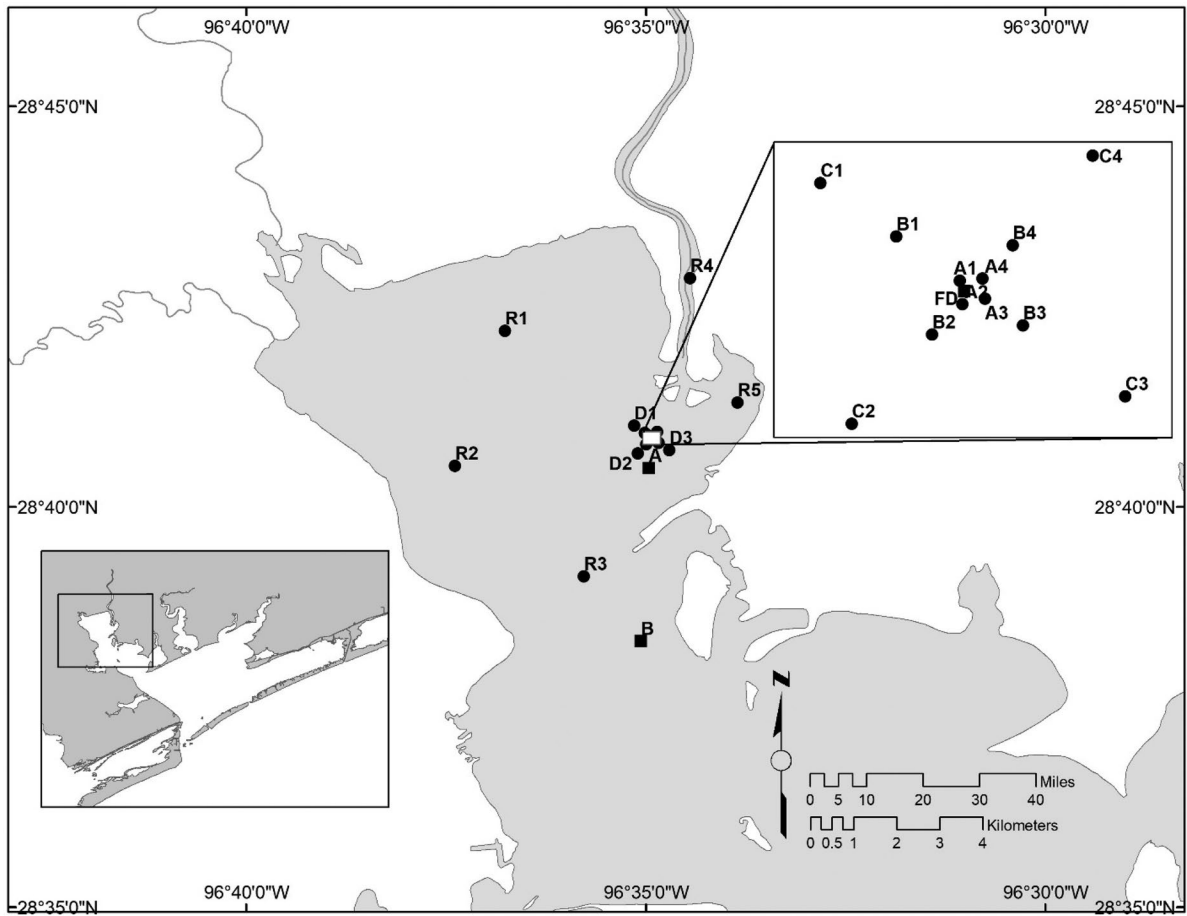 96°40'0"W 96°35'0"W 96°30'0"W
28°45'0"N 28°45'0"N
C1 C4
B1 B4
A1 A4
FD A2
A3
B2 B3
C3
C2
R4
R1
R5
D1
D3
D2 A
R2
28°40'0"N 28°40'0"N
R3
B
N
0 5 10 20 30 40 Miles
0 0.5 1 2 3 4 Kilometers
96°40'0"W 96°35'0"W 96°30'0"W
28°35'0"N 28°35'0"N